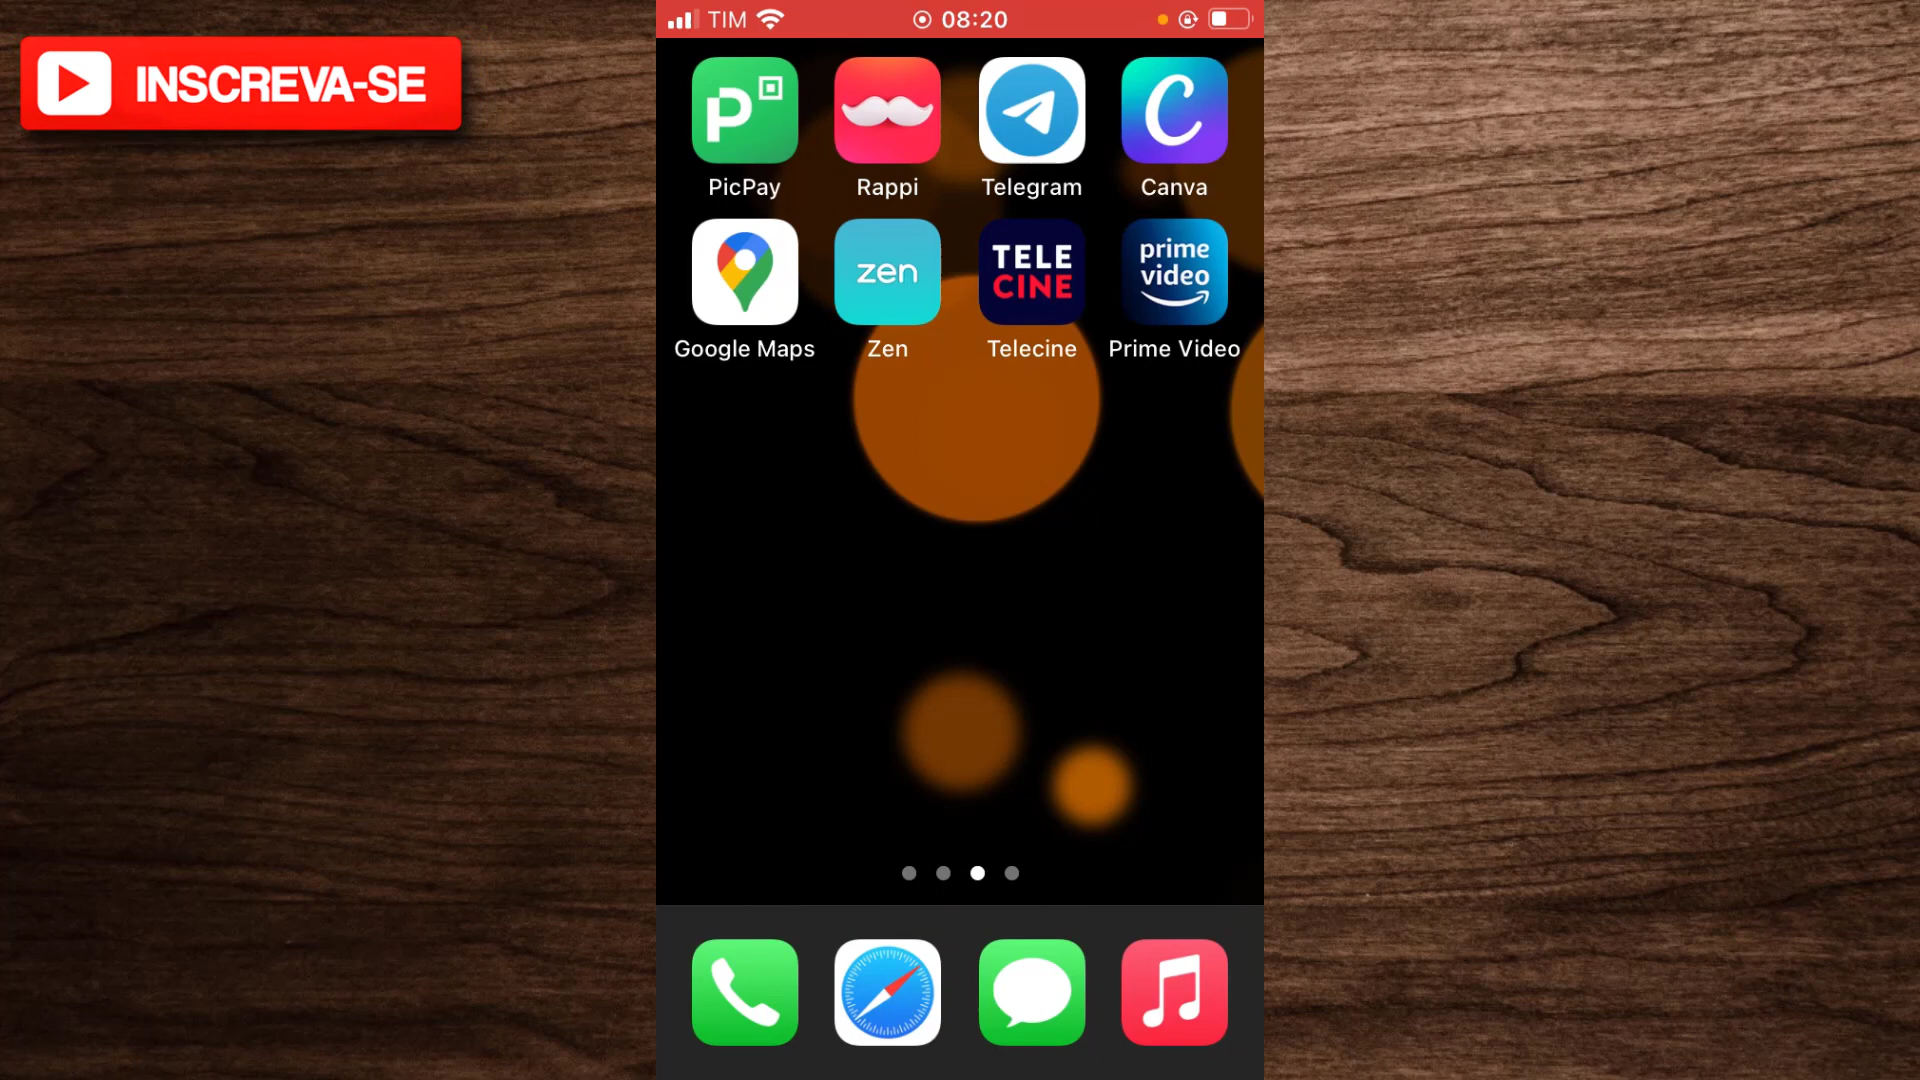 INSCREVA-SE
TIM 08:20
P
C
PicPay Rappi Telegram Canva
zen
TELE
CINE
prime
video
Google Maps Zen Telecine Prime Video